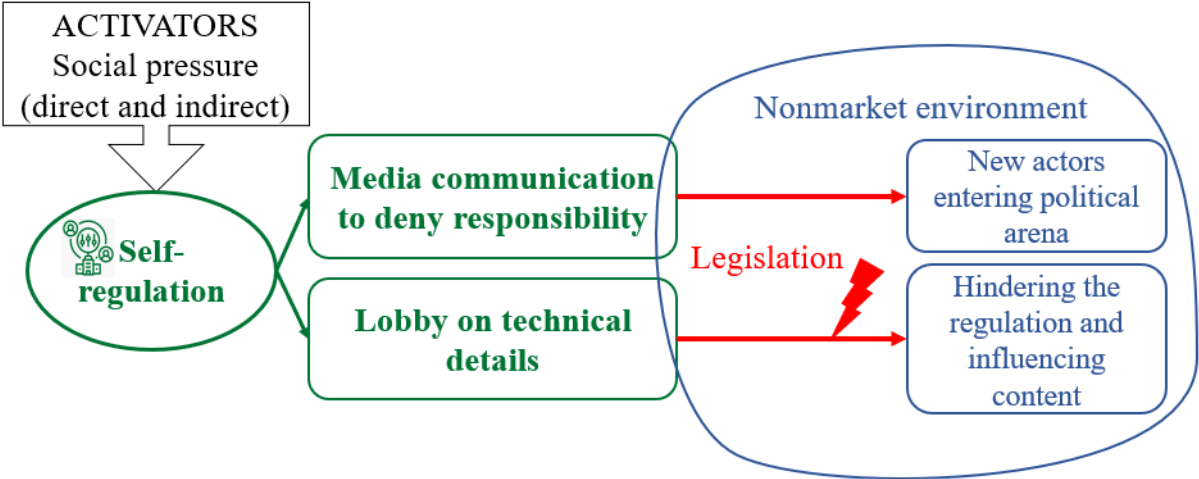 ACTIVATORS
Social pressure
(direct and indirect)
Nonmarket environment
Media communication
to deny responsibility
New actors
entering political
arena
Self-
regulation
Legislation
Lobby on technical
details
Hindering the
regulation and
influencing
content